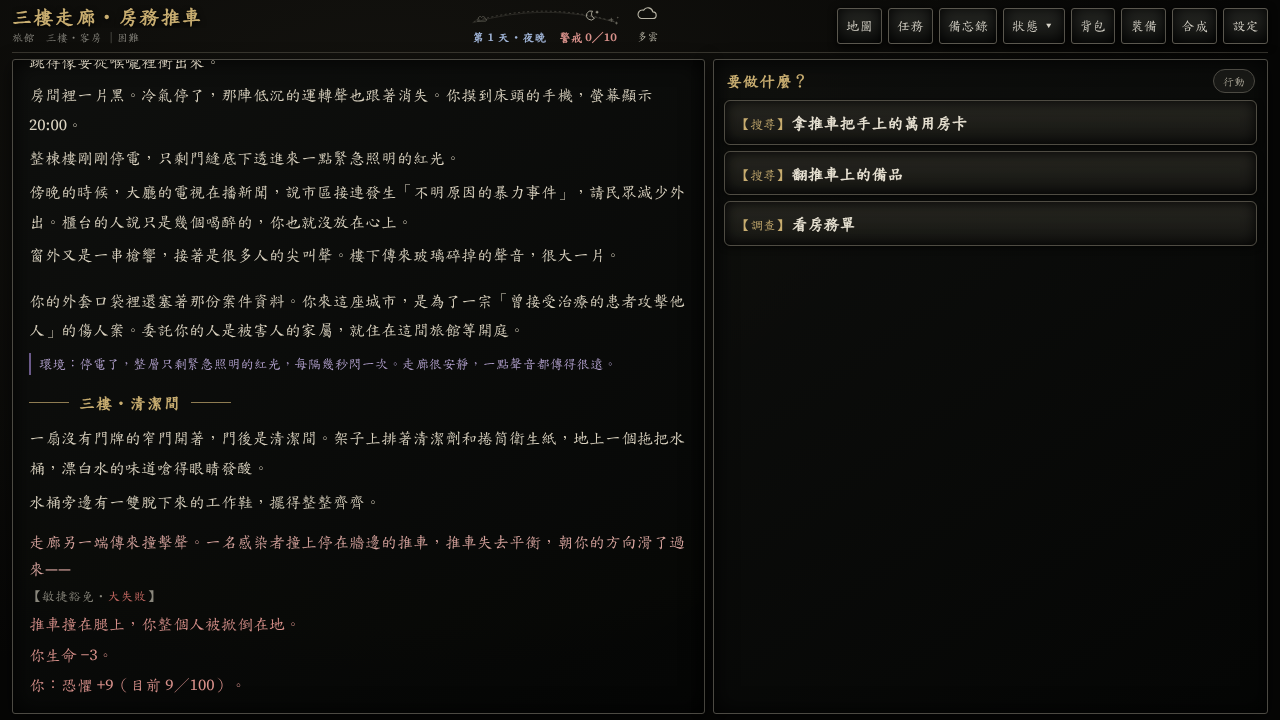 三樓走廊・房務推車
旅館 三樓・客房 | 困難
第 1 天・夜晚 警戒 0／10
多雲
地圖
任務
備忘錄
狀態 ▼
背包
裝備
合成
設定
跳得像要從喉嚨裡衝出來。
房間裡一片黑。冷氣停了，那陣低沉的運轉聲也跟著消失。你摸到床頭的手機，螢幕顯示
20:00。
整棟樓剛剛停電，只剩門縫底下透進來一點緊急照明的紅光。
傍晚的時候，大廳的電視在播新聞，說市區接連發生「不明原因的暴力事件」，請民眾減少外
出。櫃台的人說只是幾個喝醉的，你也就沒放在心上。
窗外又是一串槍響，接著是很多人的尖叫聲。樓下傳來玻璃碎掉的聲音，很大一片。
你的外套口袋裡還塞著那份案件資料。你來這座城市，是為了一宗「曾接受治療的患者攻擊他
人」的傷人案。委託你的人是被害人的家屬，就住在這間旅館等開庭。
環境：停電了，整層只剩緊急照明的紅光，每隔幾秒閃一次。走廊很安靜，一點聲音都傳得很遠。
三樓・清潔間
一扇沒有門牌的窄門開著，門後是清潔間。架子上排著清潔劑和捲筒衛生紙，地上一個拖把水
桶，漂白水的味道嗆得眼睛發酸。
水桶旁邊有一雙脫下來的工作鞋，擺得整整齊齊。
走廊另一端傳來撞擊聲。一名感染者撞上停在牆邊的推車，推車失去平衡，朝你的方向滑了過
來——
【敏捷豁免・大失敗】
推車撞在腿上，你整個人被掀倒在地。
你生命 −3。
你：恐懼 +9（目前 9／100）。
要做什麼？
行動
【搜尋】拿推車把手上的萬用房卡
【搜尋】翻推車上的備品
【調查】看房務單